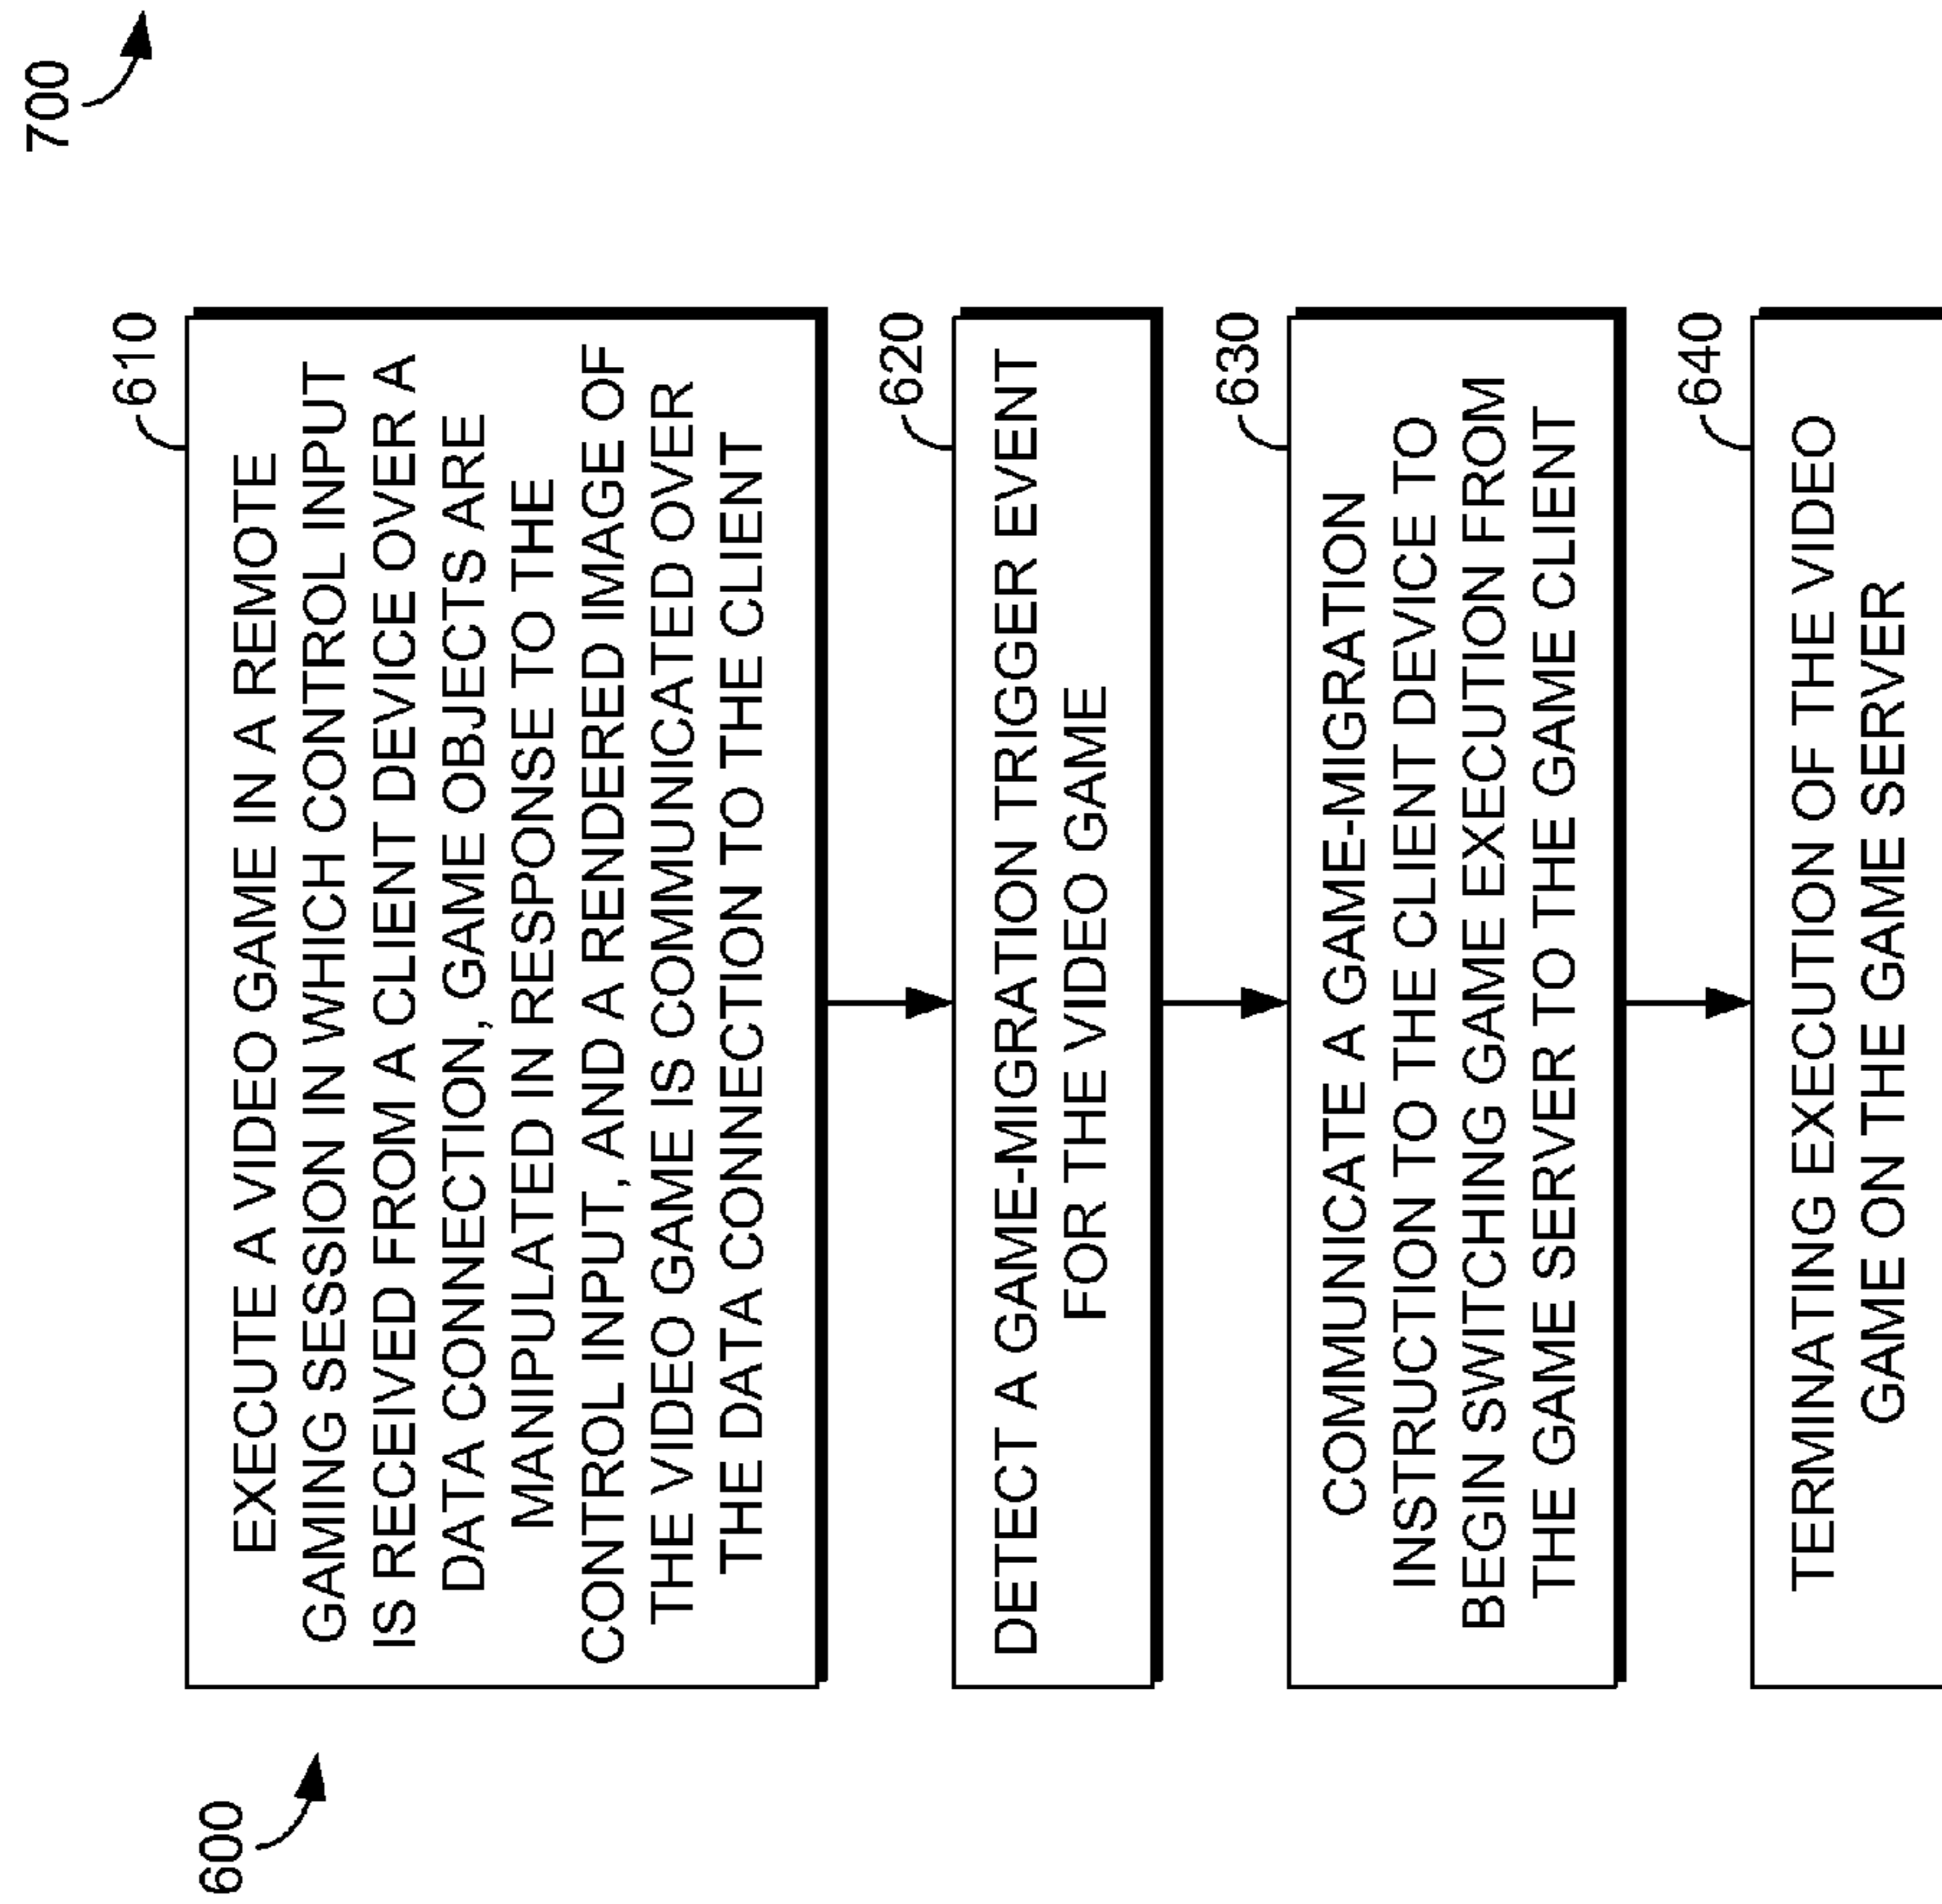 700
600
610
EXECUTE A VIDEO GAME IN A REMOTE
GAMING SESSION IN WHICH CONTROL INPUT
IS RECEIVED FROM A CLIENT DEVICE OVER A
DATA CONNECTION, GAME OBJECTS ARE
MANIPULATED IN RESPONSE TO THE
CONTROL INPUT, AND A RENDERED IMAGE OF
THE VIDEO GAME IS COMMUNICATED OVER
THE DATA CONNECTION TO THE CLIENT
620
DETECT A GAME-MIGRATION TRIGGER EVENT
FOR THE VIDEO GAME
630
COMMUNICATE A GAME-MIGRATION
INSTRUCTION TO THE CLIENT DEVICE TO
BEGIN SWITCHING GAME EXECUTION FROM
THE GAME SERVER TO THE GAME CLIENT
640
TERMINATING EXECUTION OF THE VIDEO
GAME ON THE GAME SERVER